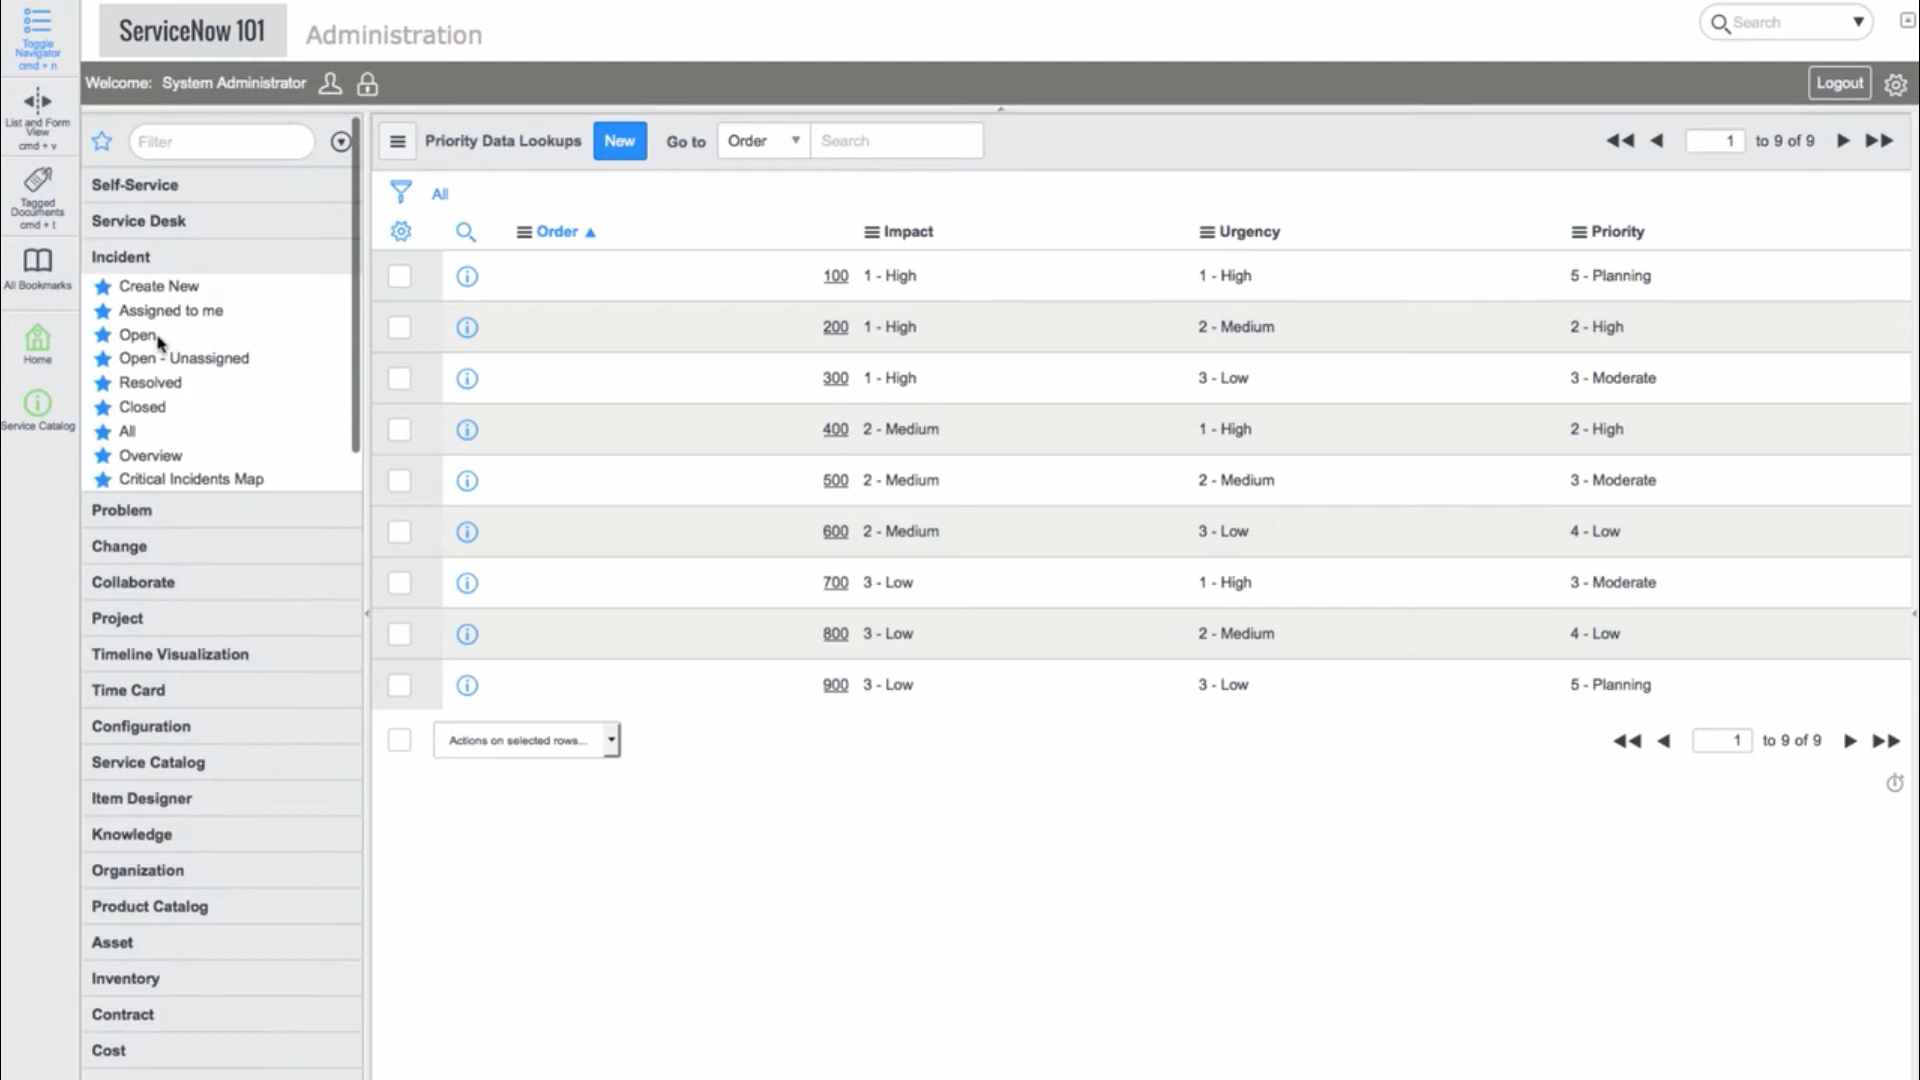 Toggle
Navigator
cmd + n
List and Form
View
cmd + v
Tagged
Documents
cmd + t
All Bookmarks
Home
Service Catalog
ServiceNow 101
Administration
Search
Welcome: System Administrator
Logout
Filter
Self-Service
Service Desk
Incident
Create New
Assigned to me
Open
Open - Unassigned
Resolved
Closed
All
Overview
Critical Incidents Map
Problem
Change
Collaborate
Project
Timeline Visualization
Time Card
Configuration
Service Catalog
Item Designer
Knowledge
Organization
Product Catalog
Asset
Inventory
Contract
Cost
Priority Data Lookups New Go to Order Search 1 to 9 of 9
All
Order Impact Urgency Priority
100 1 - High 1 - High 5 - Planning
200 1 - High 2 - Medium 2 - High
300 1 - High 3 - Low 3 - Moderate
400 2 - Medium 1 - High 2 - High
500 2 - Medium 2 - Medium 3 - Moderate
600 2 - Medium 3 - Low 4 - Low
700 3 - Low 1 - High 3 - Moderate
800 3 - Low 2 - Medium 4 - Low
900 3 - Low 3 - Low 5 - Planning
Actions on selected rows... 1 to 9 of 9